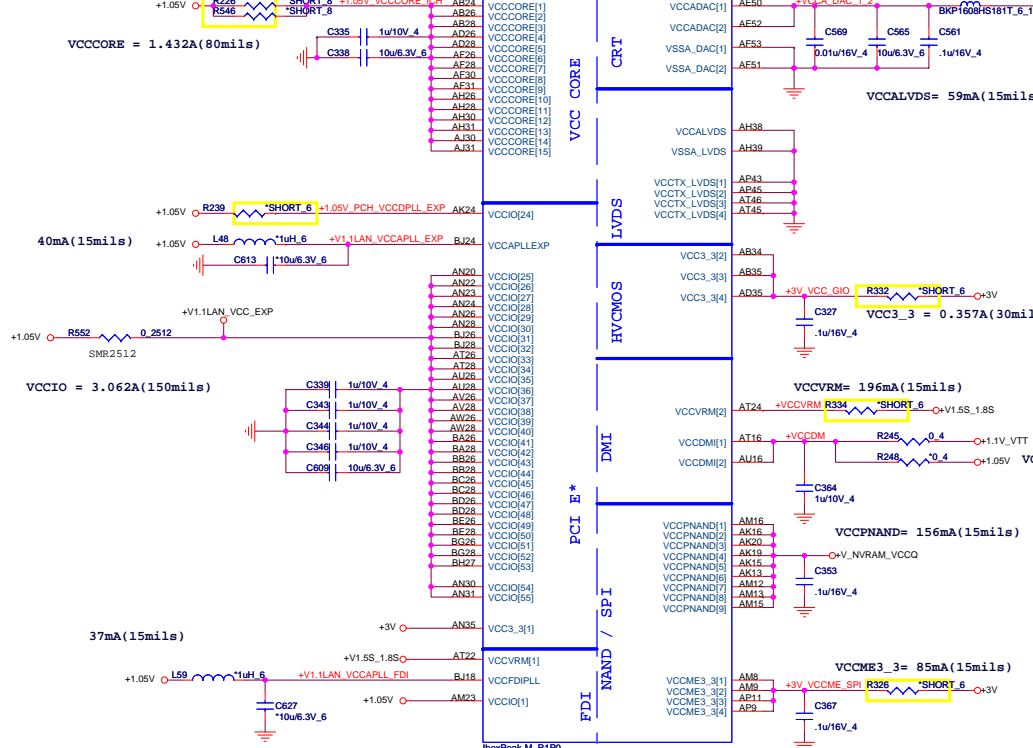 +1.05V
R226 *SHORT_8
R546 *SHORT_8
+1.05V_VCCCORE_ICH
VCCCORE = 1.432A(80mils)
C335 1u/10V_4
C338 10u/6.3V_6
AB24 VCCCORE[1]
AB26 VCCCORE[2]
AB28 VCCCORE[3]
AD26 VCCCORE[4]
AD28 VCCCORE[5]
AF26 VCCCORE[6]
AF28 VCCCORE[7]
AF30 VCCCORE[8]
AF31 VCCCORE[9]
AH26 VCCCORE[10]
AH28 VCCCORE[11]
AH30 VCCCORE[12]
AH31 VCCCORE[13]
AJ30 VCCCORE[14]
AJ31 VCCCORE[15]
VCC CORE
CRT
VCCADAC[1] AE50
VCCADAC[2] AE52
VSSA_DAC[1] AF53
VSSA_DAC[2] AF51
+VCCA_DAC_1_2
BKP1608HS181T_6_1
C569 0.01u/16V_4
C565 10u/6.3V_6
C561 .1u/16V_4
VCCALVDS= 59mA(15mils
VCCALVDS AH38
VSSA_LVDS AH39
VCCTX_LVDS[1] AP43
VCCTX_LVDS[2] AP45
VCCTX_LVDS[3] AT46
VCCTX_LVDS[4] AT45
LVDS
+1.05V R239 *SHORT_6 +1.05V_PCH_VCCDPLL_EXP AK24 VCCIO[24]
40mA(15mils)
+1.05V L48 *1uH_6 +V1.1LAN_VCCAPLL_EXP BJ24 VCCAPLLEXP
C613 *10u/6.3V_6
HVCMOS
VCC3_3[2] AB34
VCC3_3[3] AB35
VCC3_3[4] AD35
+3V_VCC_GIO R332 *SHORT_6 +3V
C327 .1u/16V_4
VCC3_3 = 0.357A(30mil
+V1.1LAN_VCC_EXP
+1.05V R552 0_2512
SMR2512
VCCIO = 3.062A(150mils)
C339 1u/10V_4
C343 1u/10V_4
C344 1u/10V_4
C346 1u/10V_4
C609 10u/6.3V_6
AN20 VCCIO[25]
AN22 VCCIO[26]
AN23 VCCIO[27]
AN24 VCCIO[28]
AN26 VCCIO[29]
AN28 VCCIO[30]
BJ26 VCCIO[31]
BJ28 VCCIO[32]
AT26 VCCIO[33]
AT28 VCCIO[34]
AU26 VCCIO[35]
AU28 VCCIO[36]
AV26 VCCIO[37]
AV28 VCCIO[38]
AW26 VCCIO[39]
AW28 VCCIO[40]
BA26 VCCIO[41]
BA28 VCCIO[42]
BB26 VCCIO[43]
BB28 VCCIO[44]
BC26 VCCIO[45]
BC28 VCCIO[46]
BD26 VCCIO[47]
BD28 VCCIO[48]
BE26 VCCIO[49]
BE28 VCCIO[50]
BG26 VCCIO[51]
BG28 VCCIO[52]
BH27 VCCIO[53]
AN30 VCCIO[54]
AN31 VCCIO[55]
PCI E*
VCCVRM= 196mA(15mils)
VCCVRM[2] AT24 +VCCVRM R334 *SHORT_6 +V1.5S_1.8S
DMI
VCCDMI[1] AT16 +VCCDM R245 0_4 +1.1V_VTT
VCCDMI[2] AU16 R248 *0_4 +1.05V
C364 1u/10V_4
VCCPNAND= 156mA(15mils)
VCCPNAND[1] AM16
VCCPNAND[2] AK16
VCCPNAND[3] AK20
VCCPNAND[4] AK19
VCCPNAND[5] AK15
VCCPNAND[6] AK13
VCCPNAND[7] AM12
VCCPNAND[8] AM13
VCCPNAND[9] AM15
+V_NVRAM_VCCQ
C353 .1u/16V_4
NAND / SPI
37mA(15mils)
+3V AN35 VCC3_3[1]
+V1.5S_1.8S AT22 VCCVRM[1]
+1.05V L59 *1uH_6 +V1.1LAN_VCCAPLL_FDI BJ18 VCCFDIPLL
+1.05V AM23 VCCIO[1]
C627 *10u/6.3V_6
FDI
VCCME3_3= 85mA(15mils)
VCCME3_3[1] AM8
VCCME3_3[2] AM9
VCCME3_3[3] AP11
VCCME3_3[4] AP9
+3V_VCCME_SPI R326 *SHORT_6 +3V
C367 .1u/16V_4
IbexPeak-M_R1P0